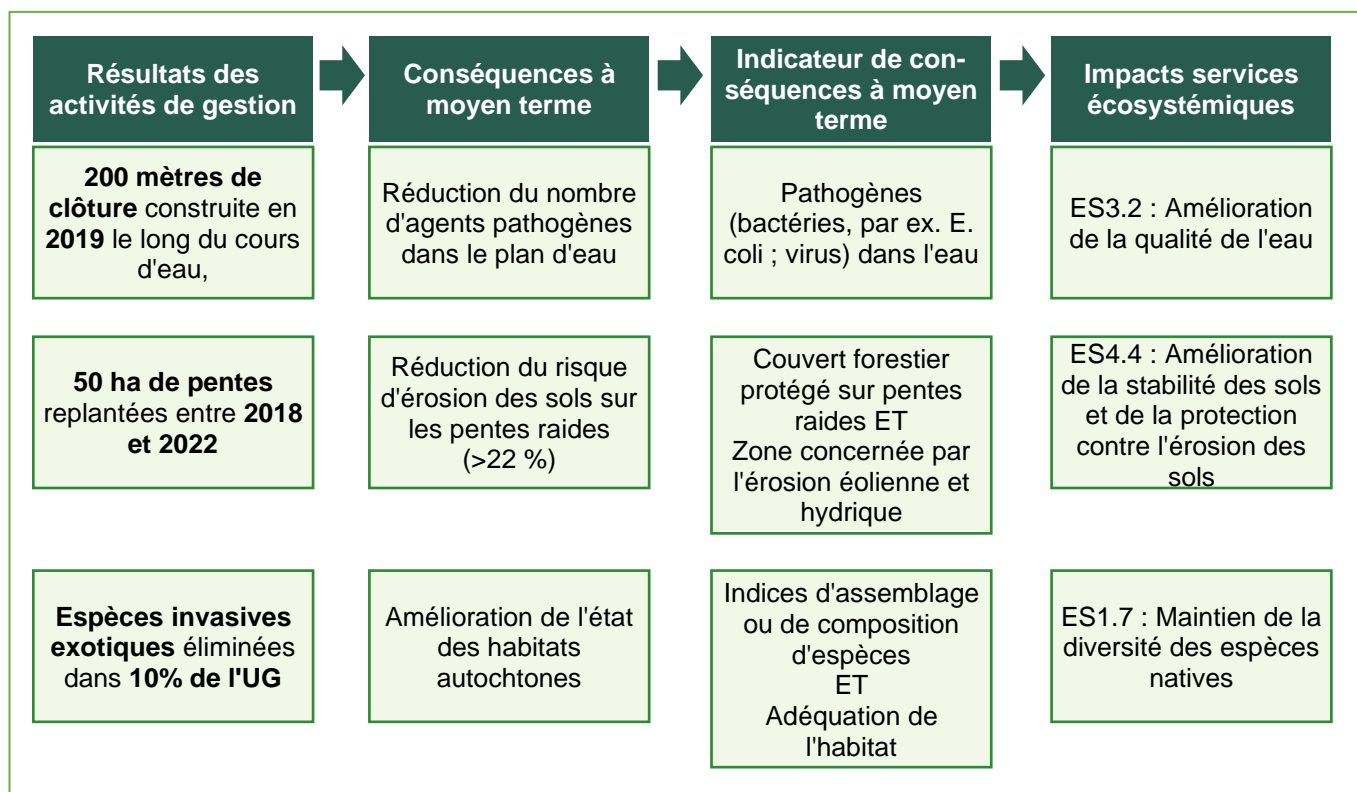 Résultats des
activités de gestion
Conséquences à
moyen terme
Indicateur de con-
séquences à moyen
terme
Impacts services
écosystémiques
200 mètres de
clôture construite en
2019 le long du cours
d'eau,
Réduction du nombre
d'agents pathogènes
dans le plan d'eau
Pathogènes
(bactéries, par ex. E.
coli ; virus) dans l'eau
ES3.2 : Amélioration
de la qualité de l'eau
50 ha de pentes
replantées entre 2018
et 2022
Réduction du risque
d'érosion des sols sur
les pentes raides
(>22 %)
Couvert forestier
protégé sur pentes
raides ET
Zone concernée par
l'érosion éolienne et
hydrique
ES4.4 : Amélioration
de la stabilité des sols
et de la protection
contre l'érosion des
sols
Espèces invasives
exotiques éliminées
dans 10% de l'UG
Amélioration de l'état
des habitats
autochtones
Indices d'assemblage
ou de composition
d'espèces
ET
Adéquation de
l'habitat
ES1.7 : Maintien de la
diversité des espèces
natives